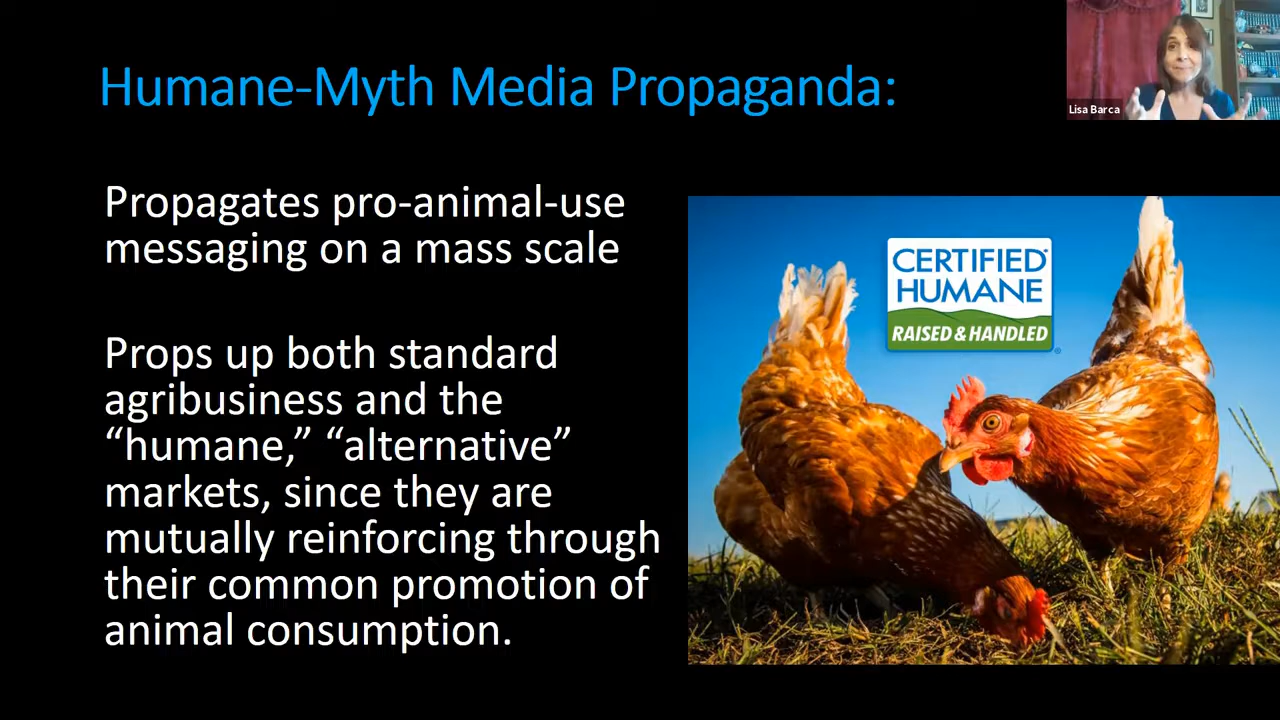 Humane-Myth Media Propaganda:
Lisa Barca
Propagates pro-animal-use
messaging on a mass scale
Props up both standard
agribusiness and the
“humane,” “alternative”
markets, since they are
mutually reinforcing through
their common promotion of
animal consumption.
CERTIFIED®
HUMANE
RAISED & HANDLED®